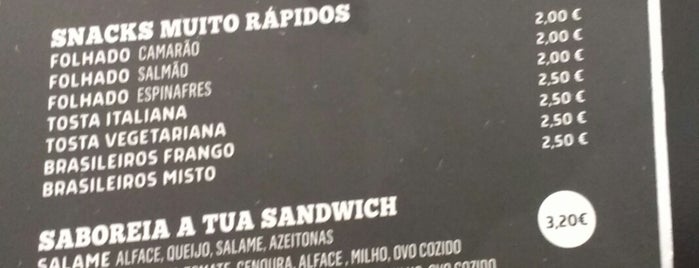 SNACKS MUITO RÁPIDOS
FOLHADO CAMARÃO 2,00 €
FOLHADO SALMÃO 2,00 €
FOLHADO ESPINAFRES 2,00 €
TOSTA ITALIANA 2,50 €
TOSTA VEGETARIANA 2,50 €
BRASILEIROS FRANGO 2,50 €
BRASILEIROS MISTO 2,50 €
SABOREIA A TUA SANDWICH 3,20€
SALAME ALFACE, QUEIJO, SALAME, AZEITONAS
CENOURA, ALFACE, MILHO, OVO COZIDO
OVO COZIDO